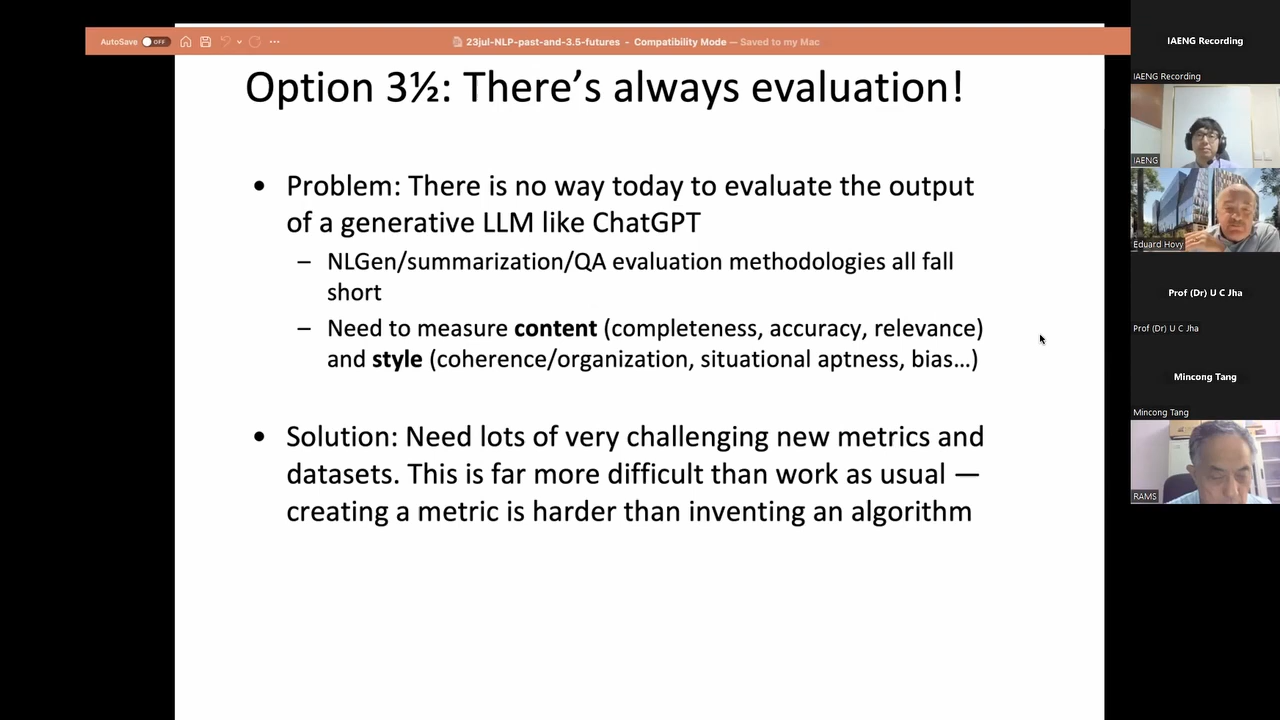 AutoSave OFF
23jul-NLP-past-and-3.5-futures - Compatibility Mode — Saved to my Mac
Option 3½: There's always evaluation!
• Problem: There is no way today to evaluate the output
of a generative LLM like ChatGPT
– NLGen/summarization/QA evaluation methodologies all fall
short
– Need to measure content (completeness, accuracy, relevance)
and style (coherence/organization, situational aptness, bias...)
• Solution: Need lots of very challenging new metrics and
datasets. This is far more difficult than work as usual —
creating a metric is harder than inventing an algorithm
IAENG Recording
IAENG Recording
IAENG
Eduard Hovy
Prof (Dr) U C Jha
Prof (Dr) U C Jha
Mincong Tang
Mincong Tang
RAMS